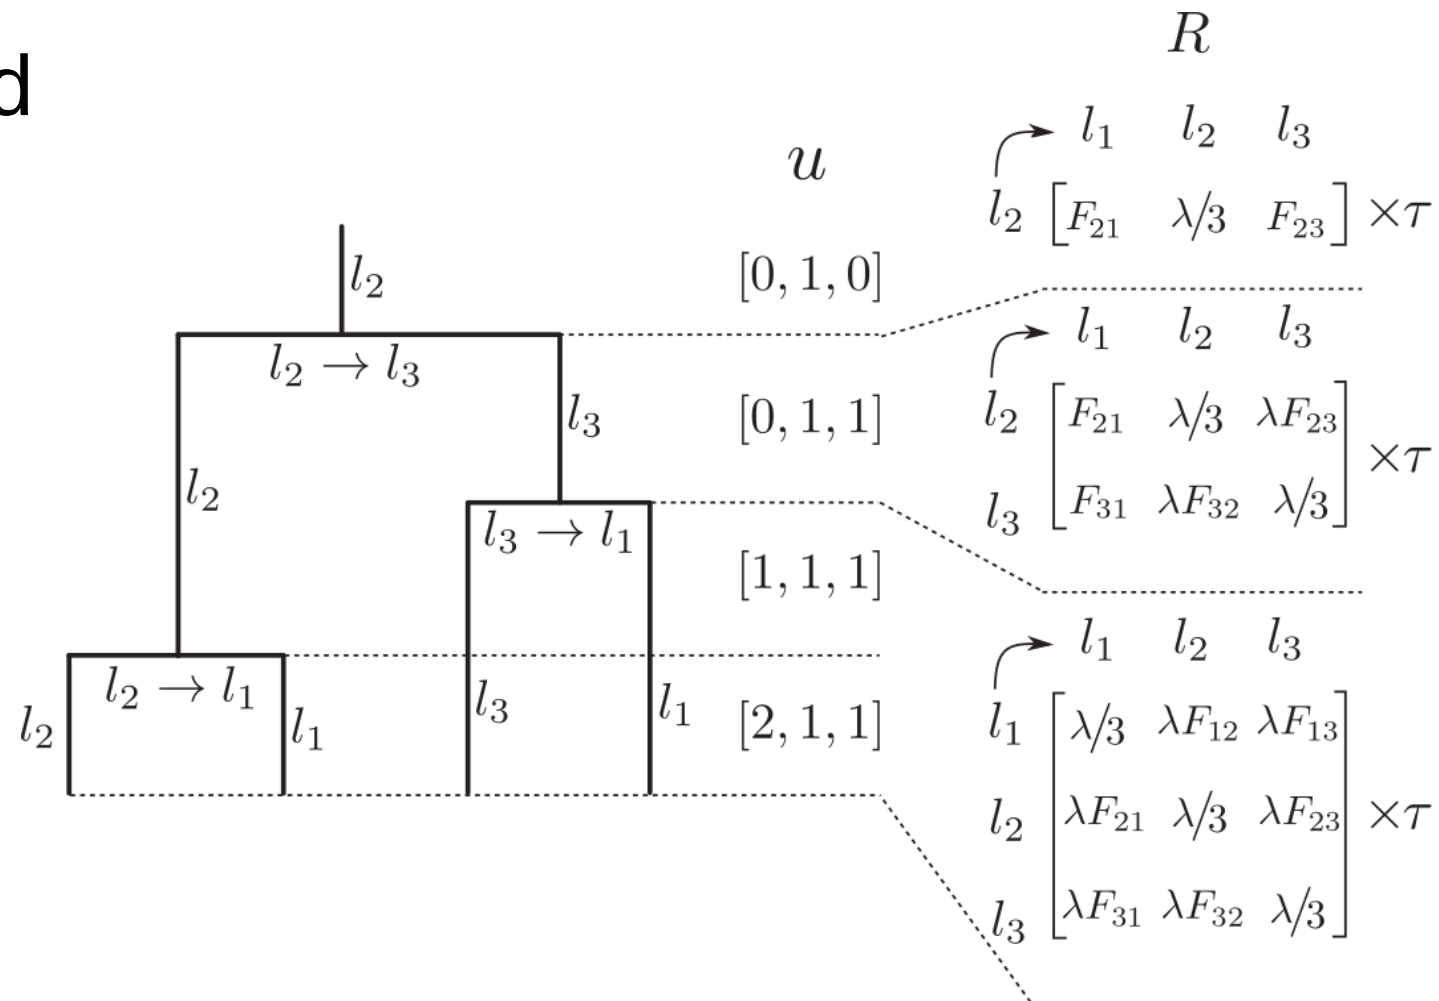 d
R
u
l₁ l₂ l₃
l₂ [F₂₁ λ/3 F₂₃] ×τ
l₂
[0, 1, 0]
l₂ → l₃
l₁ l₂ l₃
l₃
[0, 1, 1]
l₂ [F₂₁ λ/3 λF₂₃
l₃ F₃₁ λF₃₂ λ/3] ×τ
l₂
l₃ → l₁
[1, 1, 1]
l₁ l₂ l₃
l₂ → l₁
l₂
l₁
l₃
l₁
[2, 1, 1]
l₁ [λ/3 λF₁₂ λF₁₃
l₂ λF₂₁ λ/3 λF₂₃
l₃ λF₃₁ λF₃₂ λ/3] ×τ